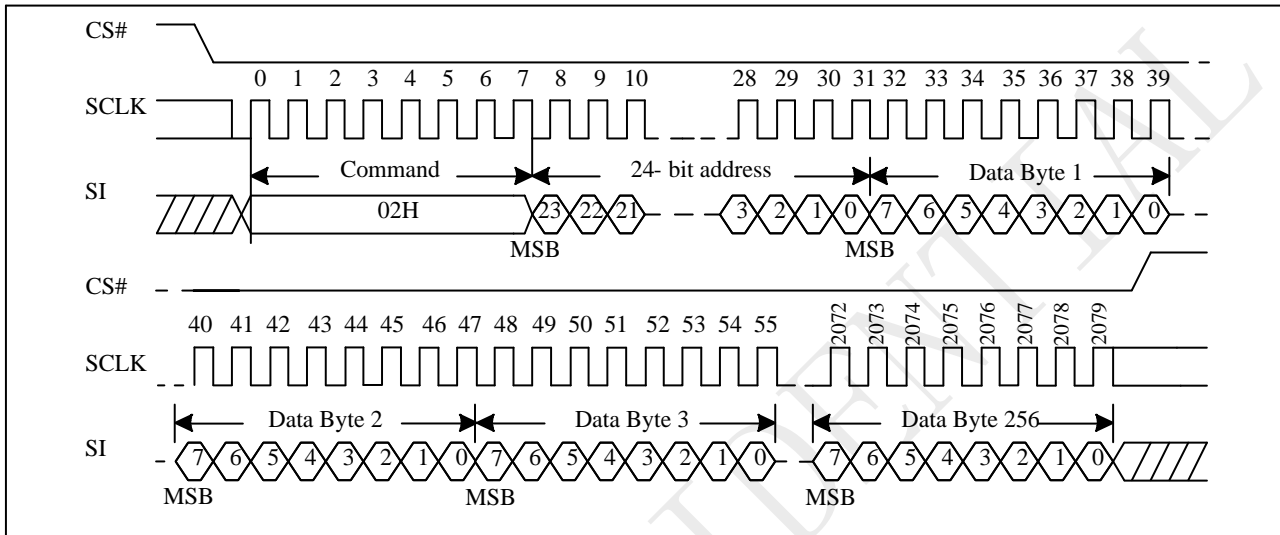 CS#
0 1 2 3 4 5 6 7 8 9 10 28 29 30 31 32 33 34 35 36 37 38 39
SCLK
Command 24- bit address Data Byte 1
SI
02H 23 22 21 3 2 1 0 7 6 5 4 3 2 1 0
MSB MSB
CS#
40 41 42 43 44 45 46 47 48 49 50 51 52 53 54 55 2072 2073 2074 2075 2076 2077 2078 2079
SCLK
Data Byte 2 Data Byte 3 Data Byte 256
SI
7 6 5 4 3 2 1 0 7 6 5 4 3 2 1 0 7 6 5 4 3 2 1 0
MSB MSB MSB
DENTIAL